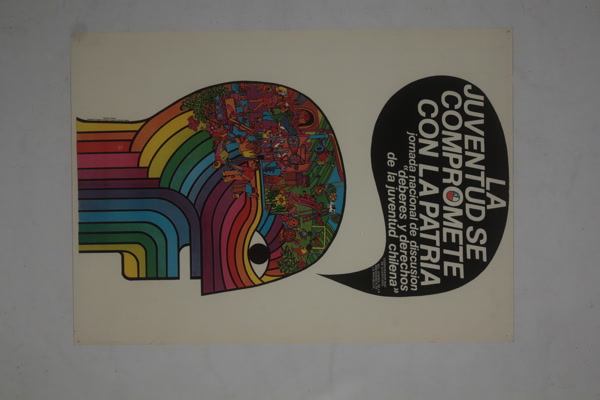 LA
JUVENTUD SE
COMPROMETE
CON LA PATRIA
jornada nacional de discusion
"deberes y derechos
de la juventud chilena"